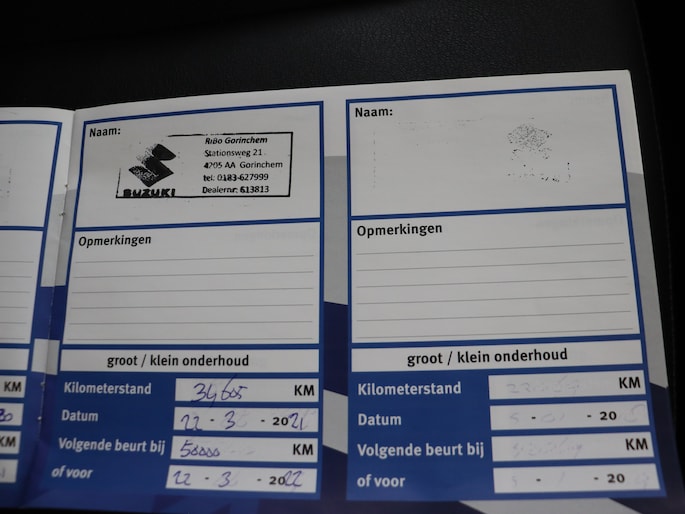 Naam:
SUZUKI
RiBo Gorinchem
Stationsweg 21
4205 AA Gorinchem
tel: 0183-627999
Dealernr: 613813
Opmerkingen
groot / klein onderhoud
KM
Kilometerstand 34605 KM
Datum 22 - 3 - 2021
KM
Volgende beurt bij 50000 KM
of voor 22 - 3 - 2022
Naam:
Opmerkingen
groot / klein onderhoud
Kilometerstand KM
Datum - - 20
Volgende beurt bij KM
of voor - - 20